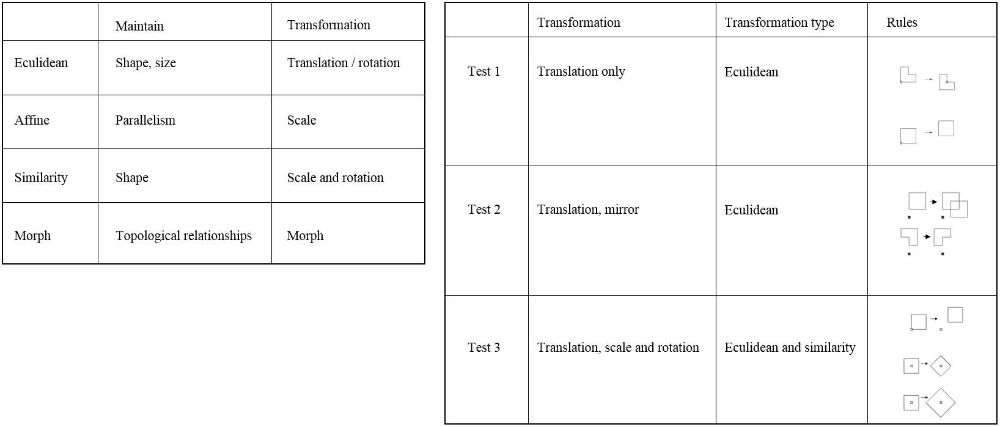 Maintain Transformation
Eculidean Shape, size Translation / rotation
Affine Parallelism Scale
Similarity Shape Scale and rotation
Morph Topological relationships Morph
Transformation Transformation type Rules
Test 1 Translation only Eculidean
Test 2 Translation, mirror Eculidean
Test 3 Translation, scale and rotation Eculidean and similarity